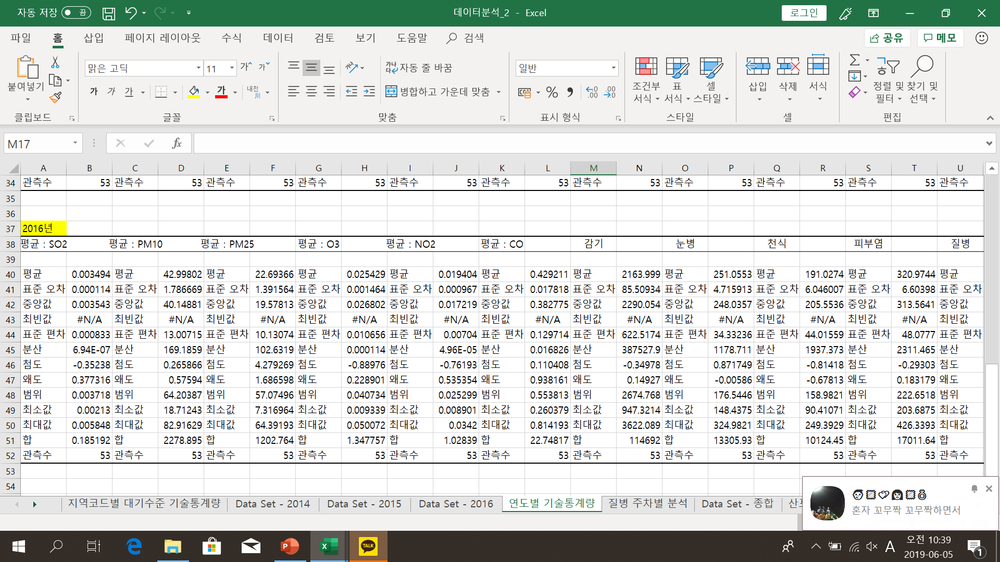 자동 저장 끔 데이터분석_2 - Excel 로그인
파일 홈 삽입 페이지 레이아웃 수식 데이터 검토 보기 도움말 검색 공유 메모
붙여넣기 맑은 고딕 11 가 가 자동 줄 바꿈 일반 조건부 서식 표 서식 셀 스타일 삽입 삭제 서식 정렬 및 필터 찾기 및 선택
가 가 간 가 내천 병합하고 가운데 맞춤 % .00 .00
클립보드 글꼴 맞춤 표시 형식 스타일 셀 편집
M17 fx
A B C D E F G H I J K L M N O P Q R S T U
34 관측수 53 관측수 53 관측수 53 관측수 53 관측수 53 관측수 53 관측수 53 관측수 53 관측수 53 관측수 53 관측수
35
36
37 2016년
38 평균 : SO2 평균 : PM10 평균 : PM25 평균 : O3 평균 : NO2 평균 : CO 감기 눈병 천식 피부염 질병
39
40 평균 0.003494 평균 42.99802 평균 22.69366 평균 0.025429 평균 0.019404 평균 0.429211 평균 2163.999 평균 251.0553 평균 191.0274 평균 320.9744 평균
41 표준 오차 0.000114 표준 오차 1.786669 표준 오차 1.391564 표준 오차 0.001464 표준 오차 0.000967 표준 오차 0.017818 표준 오차 85.50934 표준 오차 4.715913 표준 오차 6.046007 표준 오차 6.60398 표준 오차
42 중앙값 0.003543 중앙값 40.14881 중앙값 19.57813 중앙값 0.026802 중앙값 0.017219 중앙값 0.382775 중앙값 2290.054 중앙값 248.0357 중앙값 205.5536 중앙값 313.5641 중앙값
43 최빈값 #N/A 최빈값 #N/A 최빈값 #N/A 최빈값 #N/A 최빈값 #N/A 최빈값 #N/A 최빈값 #N/A 최빈값 #N/A 최빈값 #N/A 최빈값 #N/A 최빈값
44 표준 편차 0.000833 표준 편차 13.00715 표준 편차 10.13074 표준 편차 0.010656 표준 편차 0.00704 표준 편차 0.129714 표준 편차 622.5174 표준 편차 34.33236 표준 편차 44.01559 표준 편차 48.0777 표준 편차
45 분산 6.94E-07 분산 169.1859 분산 102.6319 분산 0.000114 분산 4.96E-05 분산 0.016826 분산 387527.9 분산 1178.711 분산 1937.373 분산 2311.465 분산
46 첨도 -0.35238 첨도 0.265866 첨도 4.279269 첨도 -0.88976 첨도 -0.76193 첨도 0.110408 첨도 -0.34978 첨도 0.871749 첨도 -0.81418 첨도 -0.29303 첨도
47 왜도 0.377316 왜도 0.57594 왜도 1.686598 왜도 0.228901 왜도 0.535354 왜도 0.938161 왜도 0.14927 왜도 -0.00586 왜도 -0.67813 왜도 0.183179 왜도
48 범위 0.003718 범위 64.20387 범위 57.07496 범위 0.040734 범위 0.025299 범위 0.553813 범위 2674.768 범위 176.5446 범위 158.9821 범위 222.6518 범위
49 최소값 0.00213 최소값 18.71243 최소값 7.316964 최소값 0.009339 최소값 0.008901 최소값 0.260379 최소값 947.3214 최소값 148.4375 최소값 90.41071 최소값 203.6875 최소값
50 최대값 0.005848 최대값 82.91629 최대값 64.39193 최대값 0.050072 최대값 0.0342 최대값 0.814193 최대값 3622.089 최대값 324.9821 최대값 249.3929 최대값 426.3393 최대값
51 합 0.185192 합 2278.895 합 1202.764 합 1.347757 합 1.02839 합 22.74817 합 114692 합 13305.93 합 10124.45 합 17011.64 합
52 관측수 53 관측수 53 관측수 53 관측수 53 관측수 53 관측수 53 관측수 53 관측수 53 관측수 53 관측수 53 관측수
53
54
지역코드별 대기수준 기술통계량 Data Set - 2014 Data Set - 2015 Data Set - 2016 연도별 기술통계량 질병 주차별 분석 Data Set - 종합
혼자 꼬무짝 꼬무짝하면서
TALK A 오전 10:39
2019-06-05 1